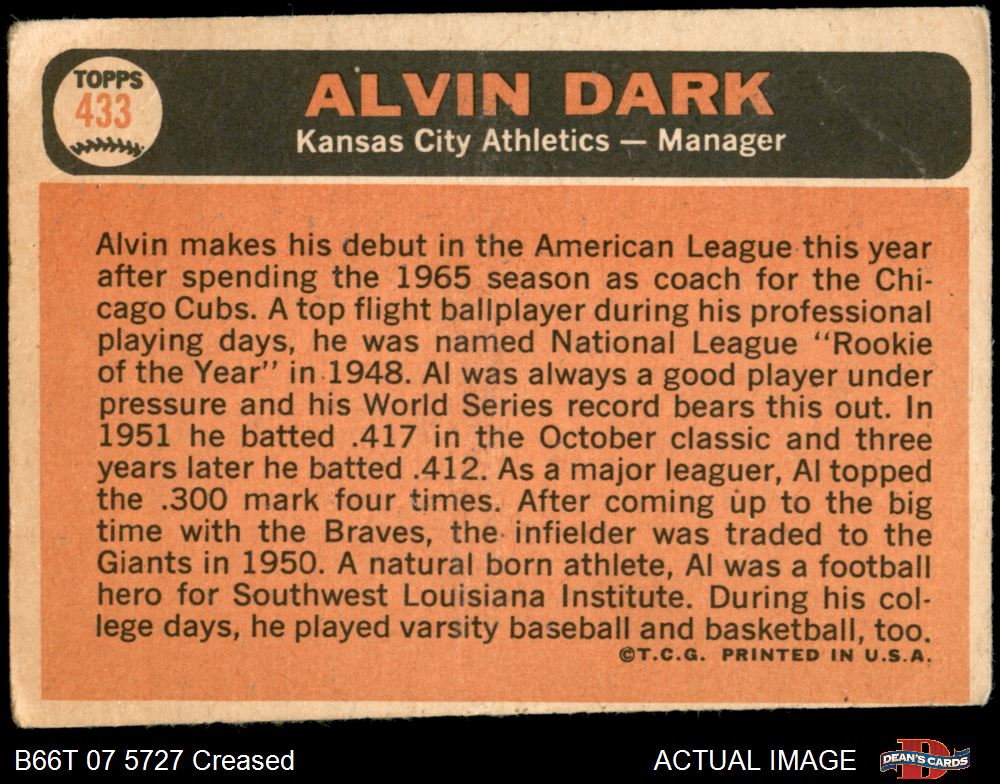 TOPPS
433
ALVIN DARK
Kansas City Athletics — Manager
Alvin makes his debut in the American League this year
after spending the 1965 season as coach for the Chi-
cago Cubs. A top flight ballplayer during his professional
playing days, he was named National League “Rookie
of the Year” in 1948. Al was always a good player under
pressure and his World Series record bears this out. In
1951 he batted .417 in the October classic and three
years later he batted .412. As a major leaguer, Al topped
the .300 mark four times. After coming up to the big
time with the Braves, the infielder was traded to the
Giants in 1950. A natural born athlete, Al was a football
hero for Southwest Louisiana Institute. During his col-
lege days, he played varsity baseball and basketball, too.
©T.C.G. PRINTED IN U.S.A.
B66T 07 5727 Creased
ACTUAL IMAGE
D
DEAN'S CARDS